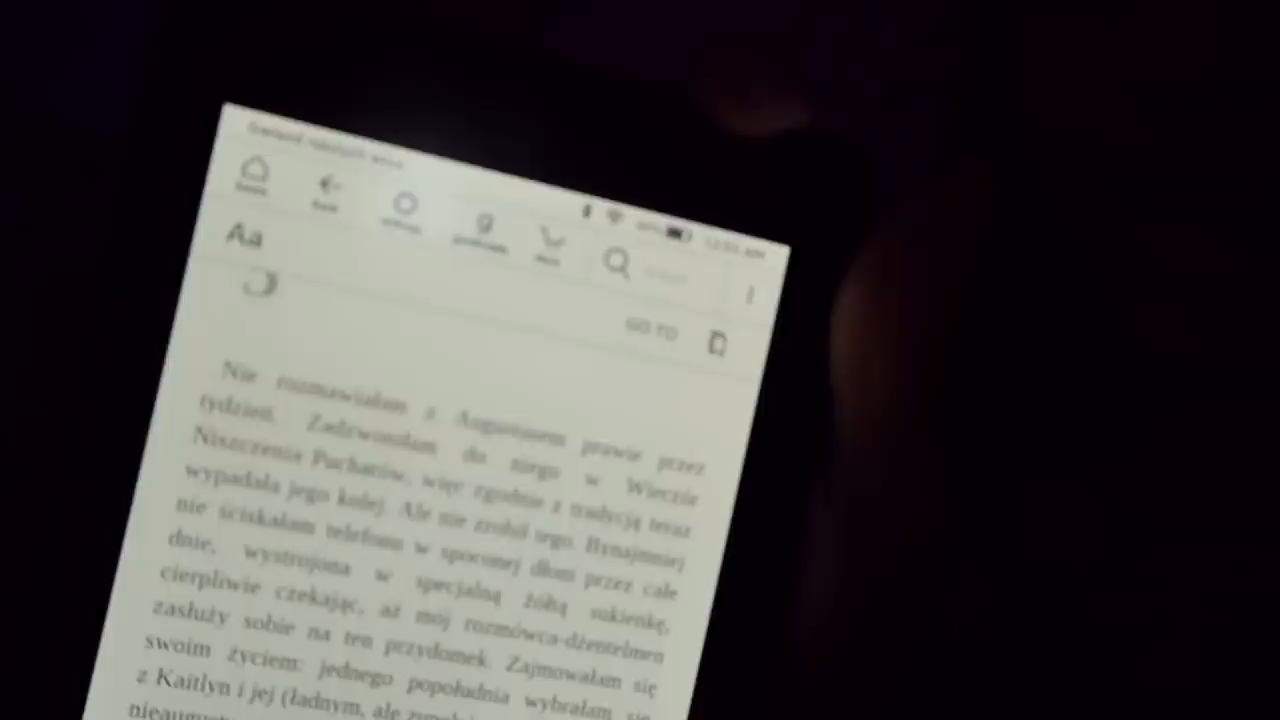 Aa
GO TO
Nie rozmawiałam z Augustusem prawie przez
tydzień. Zadzwoniłam do niego w Wieczór
Niszczenia Pucharów, więc zgodnie z tradycją teraz
wypadała jego kolej. Ale nie zrobił tego. Bynajmniej
nie ściskałam telefonu w spoconej dłoni przez całe
dnie, wystrojona w specjalną żółtą sukienkę,
cierpliwie czekając, aż mój rozmówca-dżentelmen
zasłuży sobie na ten przydomek. Zajmowałam się
swoim życiem: jednego popołudnia wybrałam się
z Kaitlyn i jej (ładnym, ale